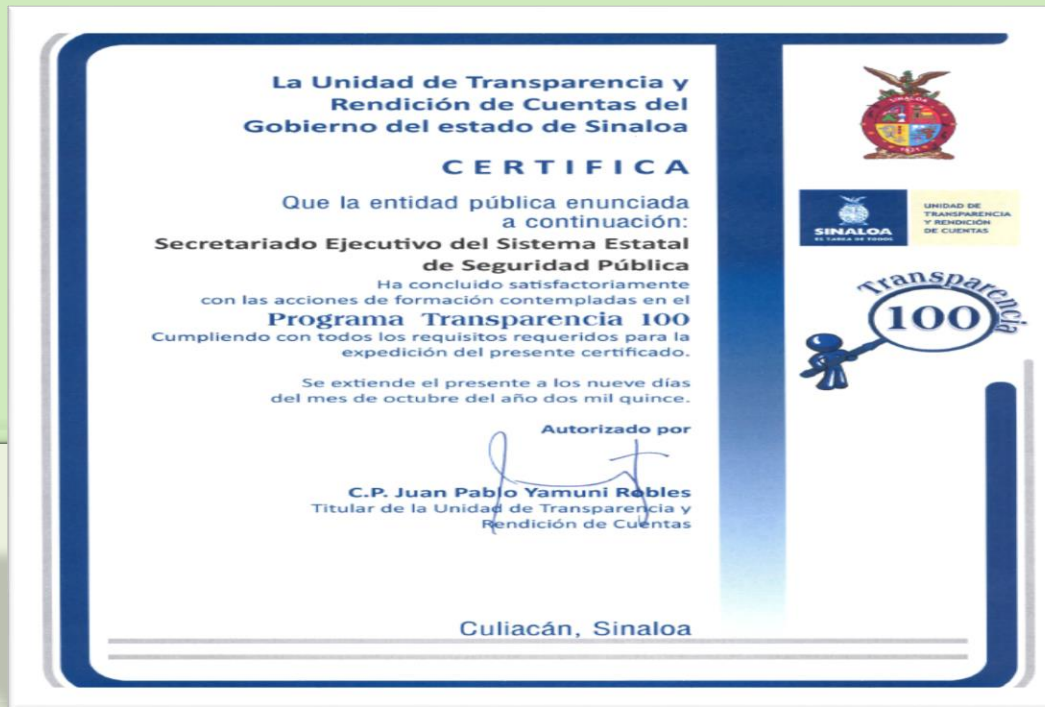 La Unidad de Transparencia y
Rendición de Cuentas del
Gobierno del estado de Sinaloa
CERTIFICA
Que la entidad pública enunciada
a continuación:
Secretariado Ejecutivo del Sistema Estatal
de Seguridad Pública
Ha concluido satisfactoriamente
con las acciones de formación contempladas en el
Programa Transparencia 100
Cumpliendo con todos los requisitos requeridos para la
expedición del presente certificado.
Se extiende el presente a los nueve días
del mes de octubre del año dos mil quince.
Autorizado por
C.P. Juan Pablo Yamuni Robles
Titular de la Unidad de Transparencia y
Rendición de Cuentas
Culiacán, Sinaloa
SINALOA
SINALOA
ES TAREA DE TODOS
UNIDAD DE
TRANSPARENCIA
Y RENDICIÓN
DE CUENTAS
Transparencia
100